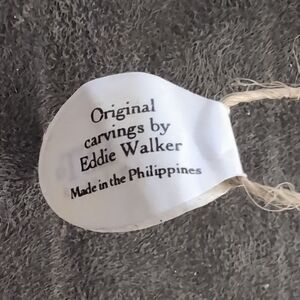 Original
carvings by
Eddie Walker
Made in the Philippines